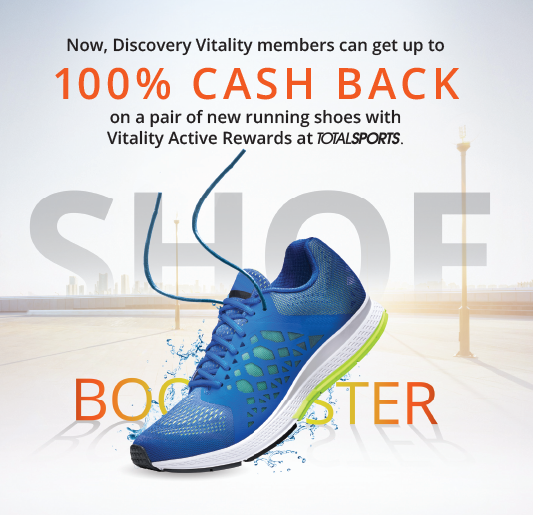 Now, Discovery Vitality members can get up to
100% CASH BACK
on a pair of new running shoes with
Vitality Active Rewards at TOTALSPORTS.
SHOE
BOOSTER